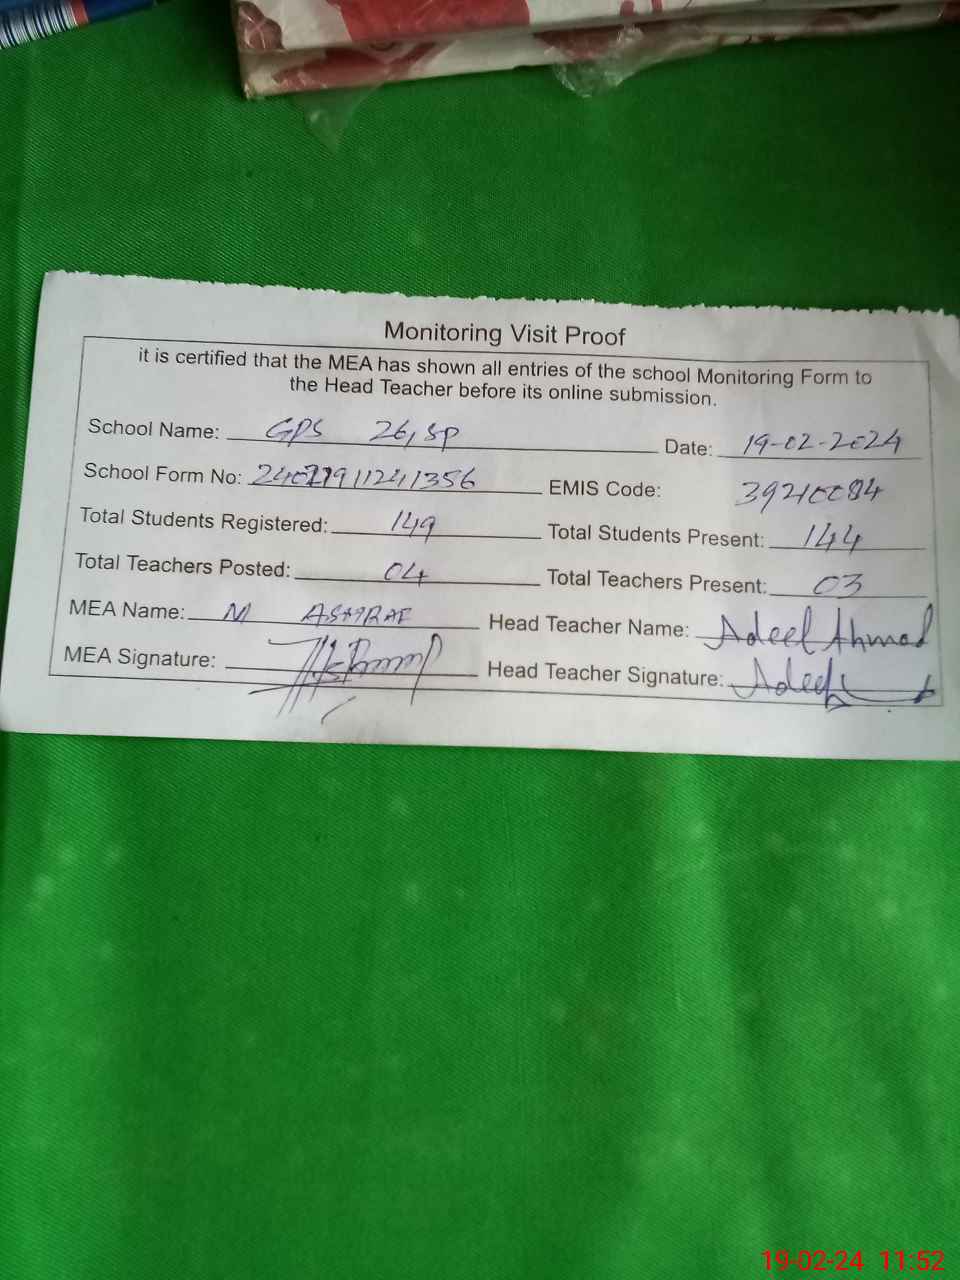 Monitoring Visit Proof
it is certified that the MEA has shown all entries of the school Monitoring Form to
the Head Teacher before its online submission.
School Name: GPS 26, SP Date: 19-02-2024
School Form No: EMIS Code: 39210084
Total Students Registered: 149 Total Students Present: 144
Total Teachers Posted: 04 Total Teachers Present: 03
MEA Name: M ASHRAF Head Teacher Name: Adeel Ahmad
MEA Signature: Head Teacher Signature: Adeel
19-02-24 11:52